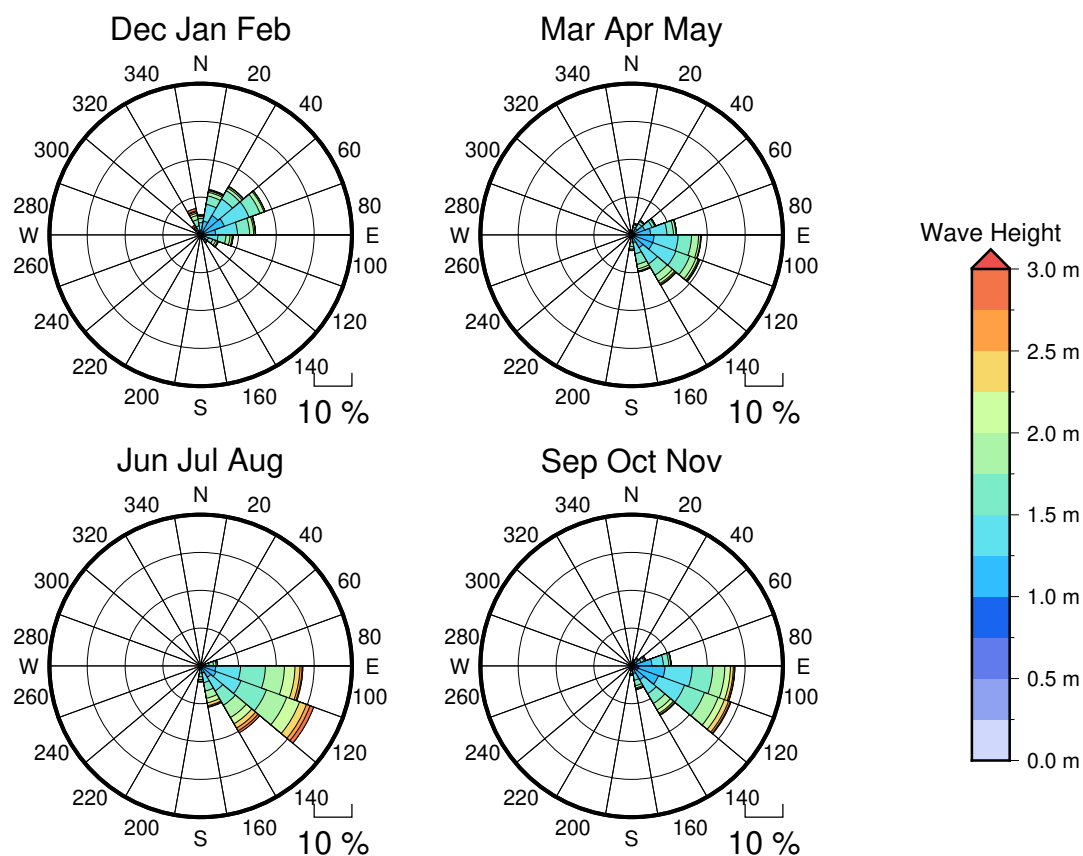 Dec Jan Feb
N
20
40
60
80
E
100
120
140
160
S
200
220
240
260
W
280
300
320
340
10 %
Mar Apr May
N
20
40
60
80
E
100
120
140
160
S
200
220
240
260
W
280
300
320
340
10 %
Jun Jul Aug
N
20
40
60
80
E
100
120
140
160
S
200
220
240
260
W
280
300
320
340
10 %
Sep Oct Nov
N
20
40
60
80
E
100
120
140
160
S
200
220
240
260
W
280
300
320
340
10 %
Wave Height
3.0 m
2.5 m
2.0 m
1.5 m
1.0 m
0.5 m
0.0 m